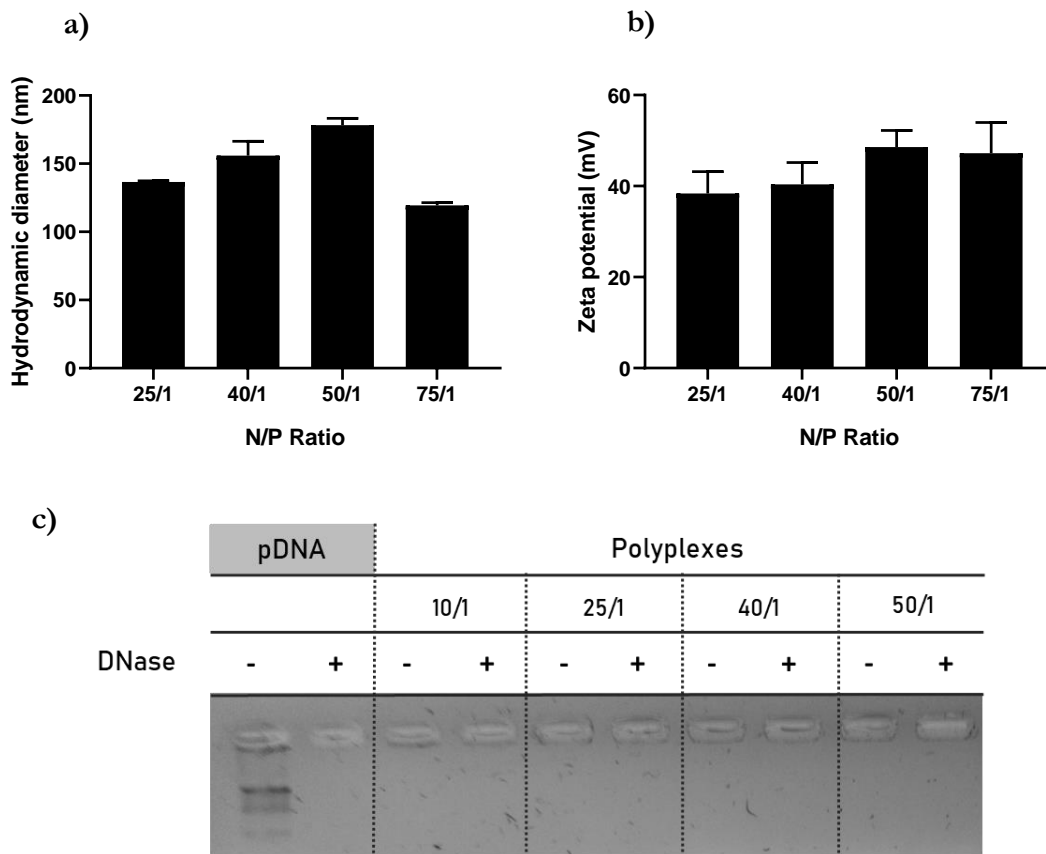 a)
Hydrodynamic diameter (nm)
200
150
100
50
0
25/1 40/1 50/1 75/1
N/P Ratio
b)
Zeta potential (mV)
60
40
20
0
25/1 40/1 50/1 75/1
N/P Ratio
c)
pDNA Polyplexes
10/1 25/1 40/1 50/1
DNase - + - + - + - + - +